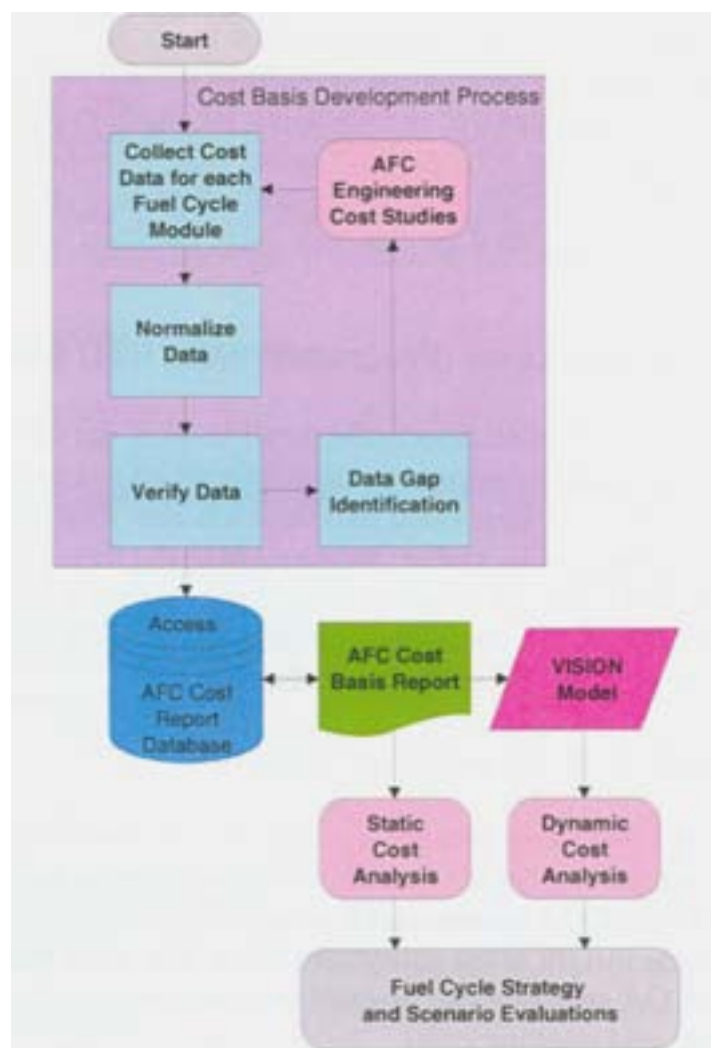 Start
Cost Basis Development Process
Collect Cost
Data for each
Fuel Cycle
Module
AFC
Engineering
Cost Studies
Normalize
Data
Verify Data
Data Gap
Identification
Access
AFC Cost
Report
Database
AFC Cost
Basis Report
VISION
Model
Static
Cost
Analysis
Dynamic
Cost
Analysis
Fuel Cycle Strategy
and Scenario Evaluations